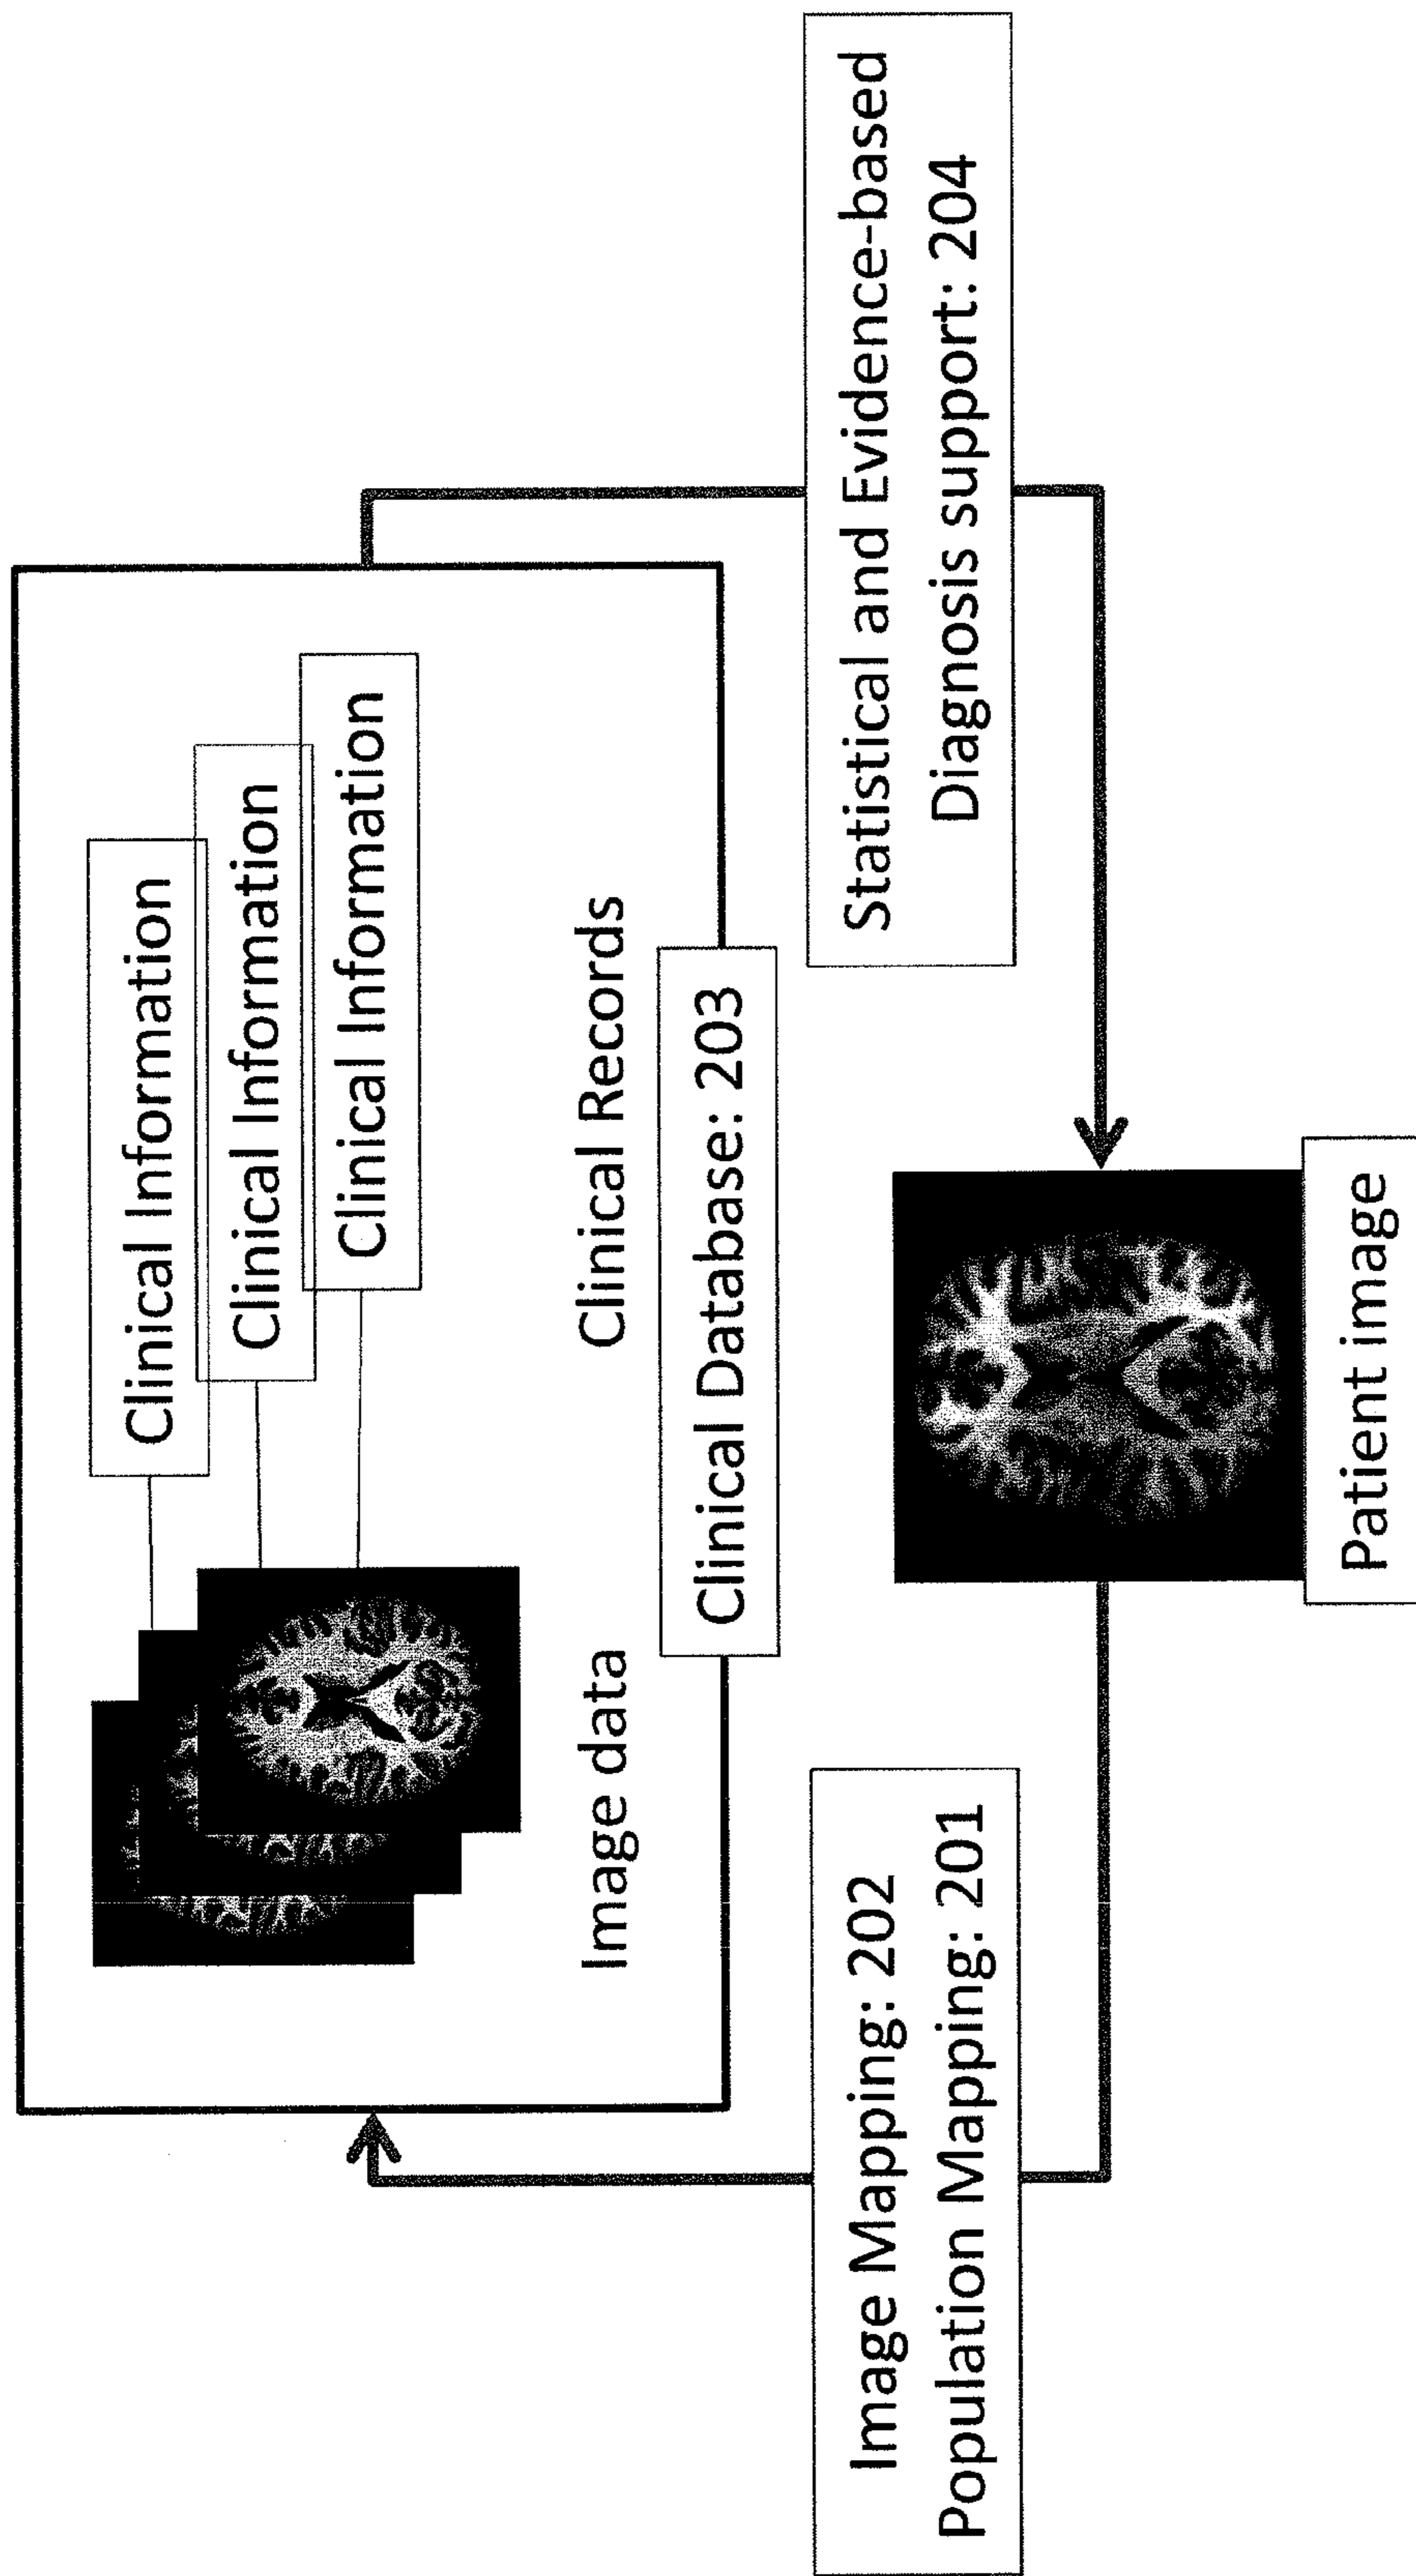 Clinical Information
Clinical Information
Clinical Information
Image data
Clinical Records
Clinical Database: 203
Image Mapping: 202
Population Mapping: 201
Statistical and Evidence-based
Diagnosis support: 204
Patient image